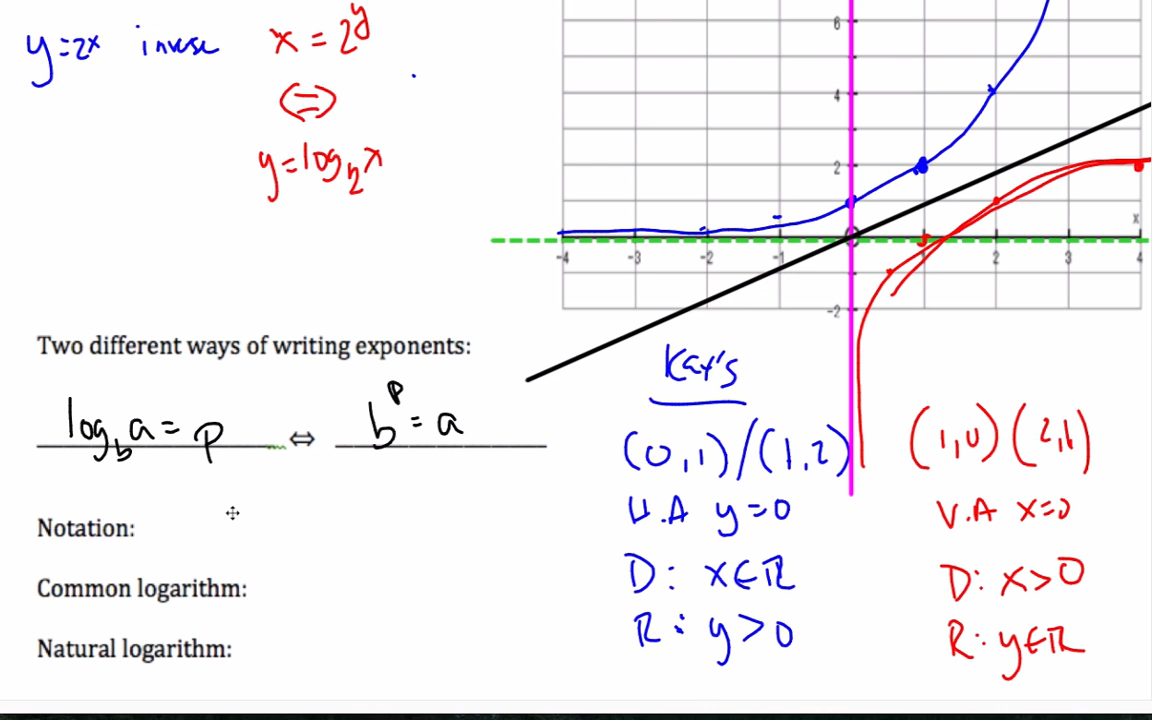 y=2x inverse x = 2^y
⇔
y=log_2 x
6
4
2
x
-4 -3 -2 -1 2 3 4
-2
Two different ways of writing exponents:
log_b a = p ⇔ b^p = a
Key's
(0,1)/(1,2) (1,0)(2,1)
H.A y=0 V.A x=0
D: x∈ℝ D: x>0
R: y>0 R: y∈ℝ
Notation:
Common logarithm:
Natural logarithm: